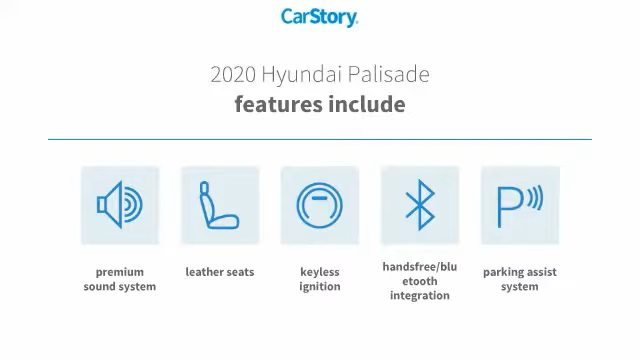 CarStory
2020 Hyundai Palisade
features include
premium
sound system
leather seats
keyless
ignition
handsfree/blu
etooth
integration
parking assist
system